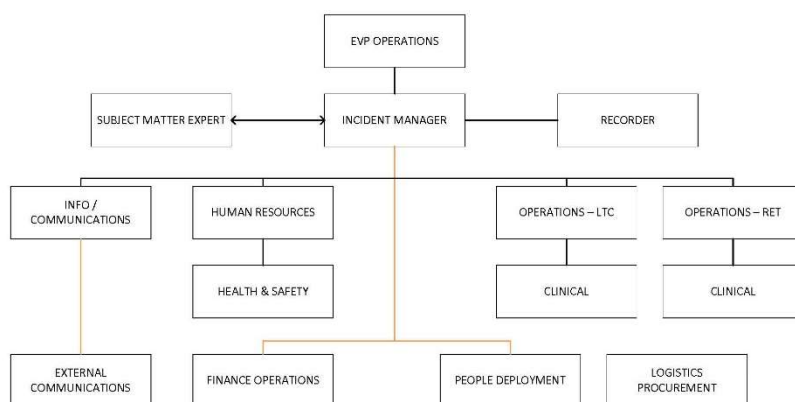 EVP OPERATIONS
SUBJECT MATTER EXPERT
INCIDENT MANAGER
RECORDER
INFO /
COMMUNICATIONS
HUMAN RESOURCES
OPERATIONS – LTC
OPERATIONS – RET
HEALTH & SAFETY
CLINICAL
CLINICAL
EXTERNAL
COMMUNICATIONS
FINANCE OPERATIONS
PEOPLE DEPLOYMENT
LOGISTICS
PROCUREMENT